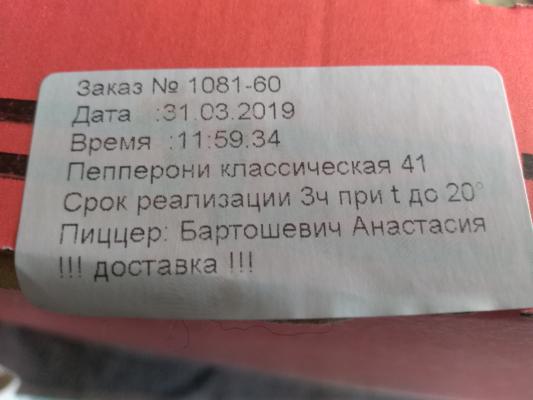 Заказ № 1081-60
Дата :31.03.2019
Время :11:59.34
Пепперони классическая 41
Срок реализации 3ч при t до 20°
Пиццер: Бартошевич Анастасия
!!! доставка !!!